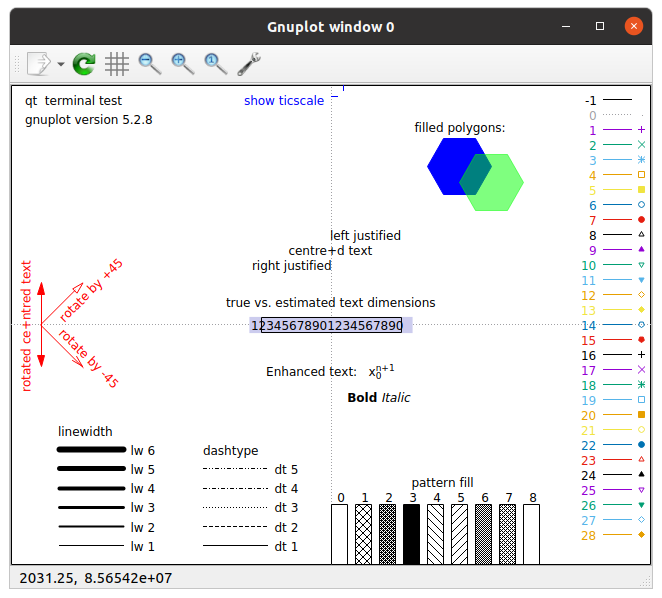 Gnuplot window 0
qt terminal test
gnuplot version 5.2.8
show ticscale
filled polygons:
left justified
centre+d text
right justified
true vs. estimated text dimensions
12345678901234567890
Enhanced text: x0n+1
Bold Italic
rotated ce+ntred text
rotate by +45
rotate by -45
linewidth
lw 6
lw 5
lw 4
lw 3
lw 2
lw 1
dashtype
dt 5
dt 4
dt 3
dt 2
dt 1
pattern fill
0 1 2 3 4 5 6 7 8
-1
0
1
2
3
4
5
6
7
8
9
10
11
12
13
14
15
16
17
18
19
20
21
22
23
24
25
26
27
28
2031.25, 8.56542e+07